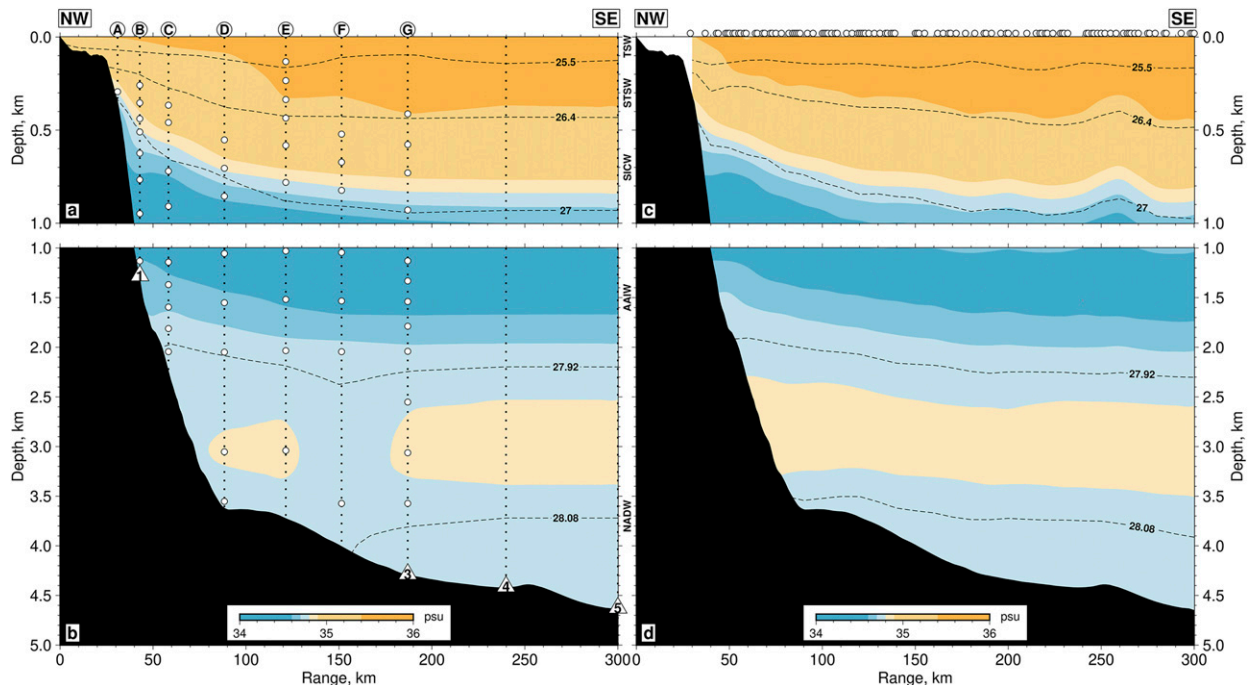 NW A B C D E F G SE
NW SE
0.0 0.5 1.0
Depth, km
25.5
26.4
27
a
TSW
STSW
SICW
25.5
26.4
27
c
0.0 0.5 1.0
Depth, km
1.0 1.5 2.0 2.5 3.0 3.5 4.0 4.5 5.0
Depth, km
1
27.92
28.08
3
4
5
34 35 36
psu
b
0 50 100 150 200 250 300
Range, km
AAIW
NADW
27.92
28.08
34 35 36
psu
d
0 50 100 150 200 250 300
Range, km
1.0 1.5 2.0 2.5 3.0 3.5 4.0 4.5 5.0
Depth, km